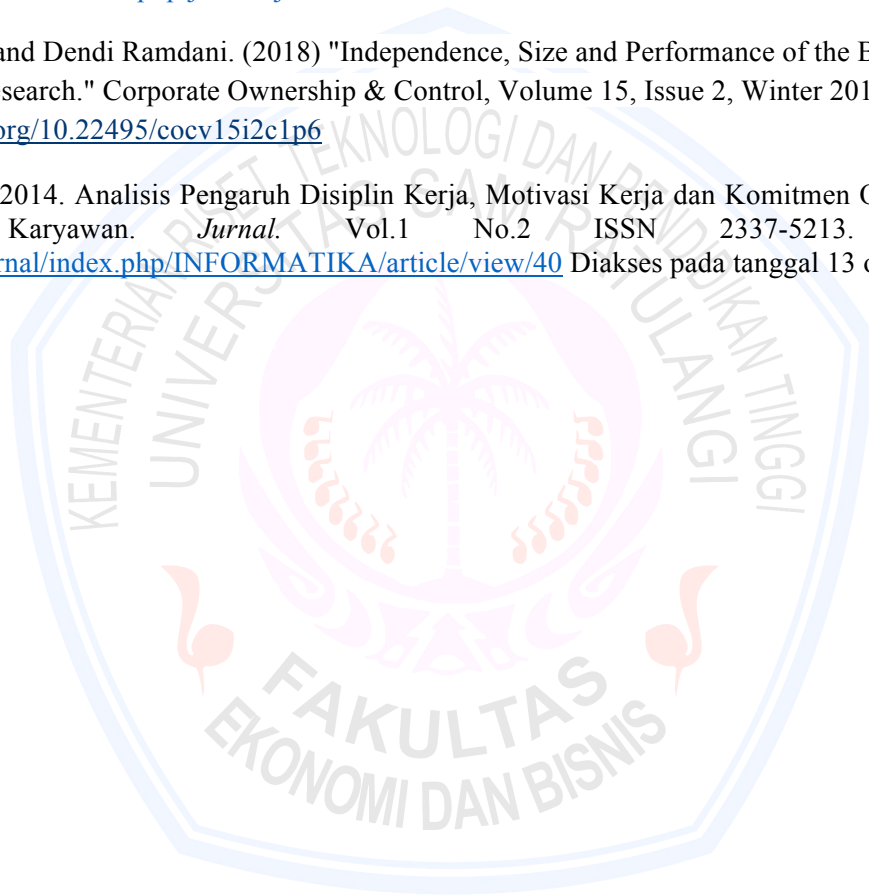 and Dendi Ramdani. (2018) "Independence, Size and Performance of the
search." Corporate Ownership & Control, Volume 15, Issue 2, Winter 201
org/10.22495/cocv15i2c1p6
2014. Analisis Pengaruh Disiplin Kerja, Motivasi Kerja dan Komitmen
Karyawan. Jurnal. Vol.1 No.2 ISSN 2337-5213.
rnal/index.php/INFORMATIKA/article/view/40 Diakses pada tanggal 13
KEMENTERIAN RISET TEKNOLOGI DAN PENDIDIKAN TINGGI
UNIVERSITAS SAM RATULANGI
FAKULTAS
EKONOMI DAN BISNIS